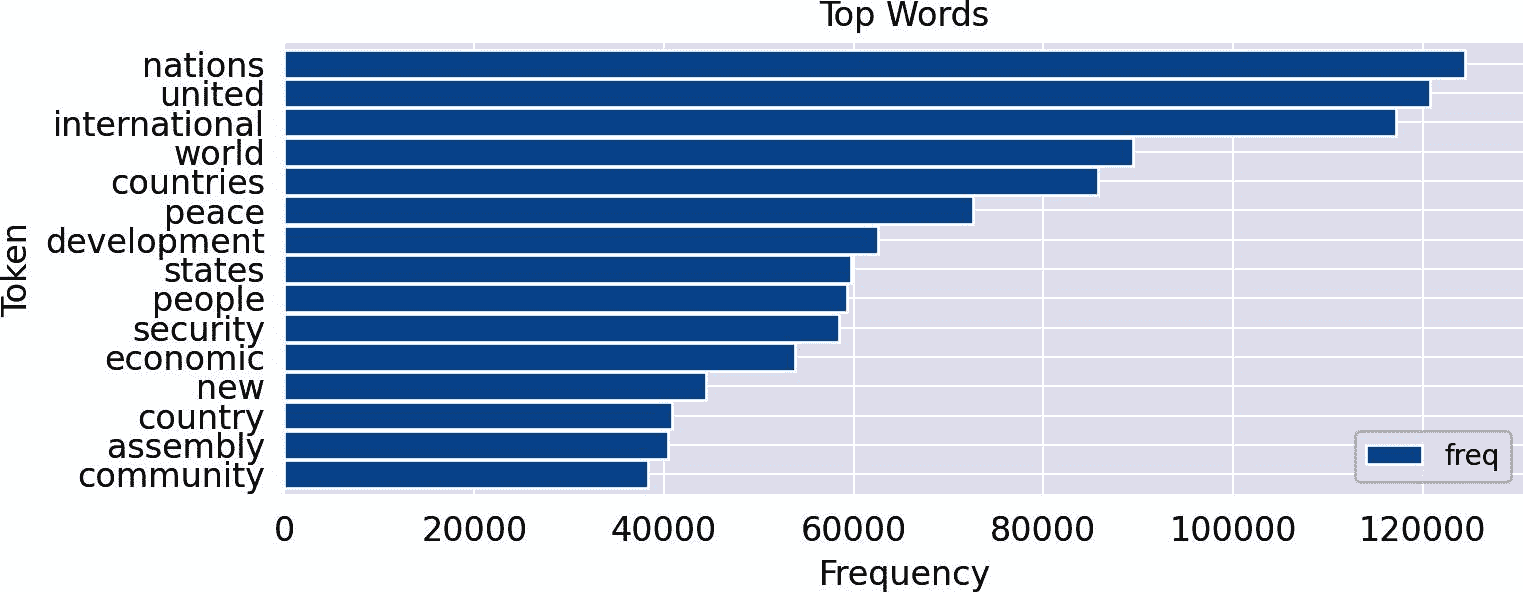 Top Words
nations
united
international
world
countries
peace
development
states
people
security
economic
new
country
assembly
community
Token
freq
0 20000 40000 60000 80000 100000 120000
Frequency